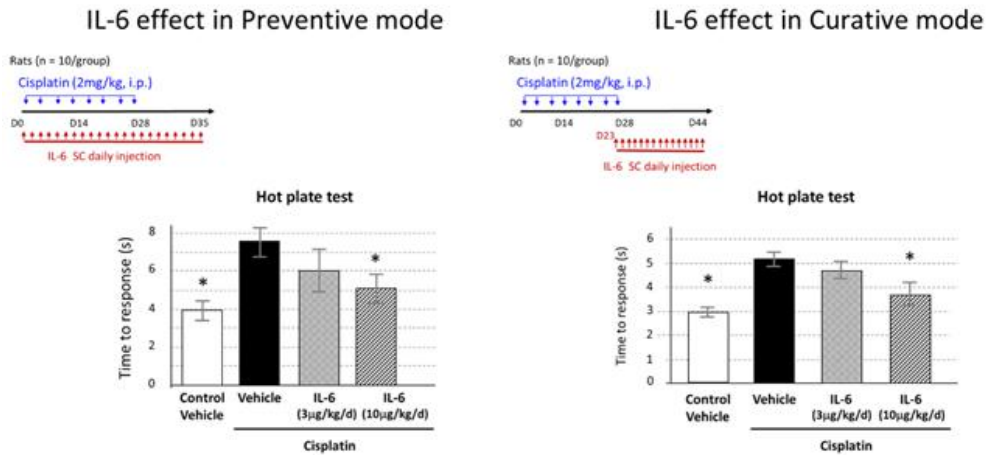 IL-6 effect in Preventive mode
Rats (n = 10/group)
Cisplatin (2mg/kg, i.p.)
D0 D14 D28 D35
IL-6 SC daily injection
Hot plate test
Time to response (s)
8
6
4
2
0
*
*
Control Vehicle
Vehicle
IL-6 (3µg/kg/d)
IL-6 (10µg/kg/d)
Cisplatin
IL-6 effect in Curative mode
Rats (n = 10/group)
Cisplatin (2mg/kg, i.p.)
D0 D14 D28 D44
D23
IL-6 SC daily injection
Hot plate test
Time to response (s)
6
5
4
3
2
1
0
*
*
Control Vehicle
Vehicle
IL-6 (3µg/kg/d)
IL-6 (10µg/kg/d)
Cisplatin